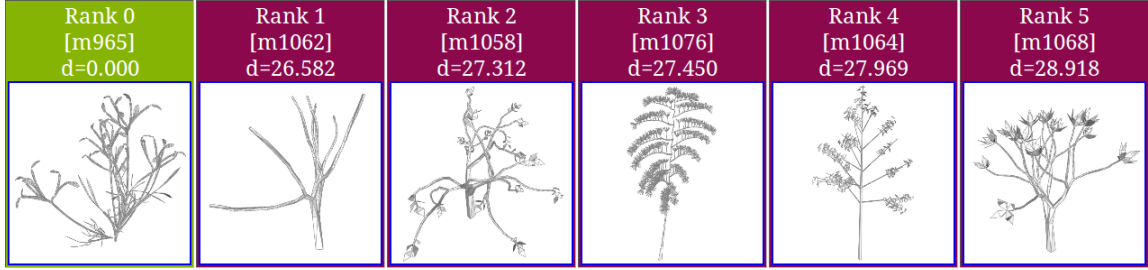 Rank 0
[m965]
d=0.000
Rank 1
[m1062]
d=26.582
Rank 2
[m1058]
d=27.312
Rank 3
[m1076]
d=27.450
Rank 4
[m1064]
d=27.969
Rank 5
[m1068]
d=28.918